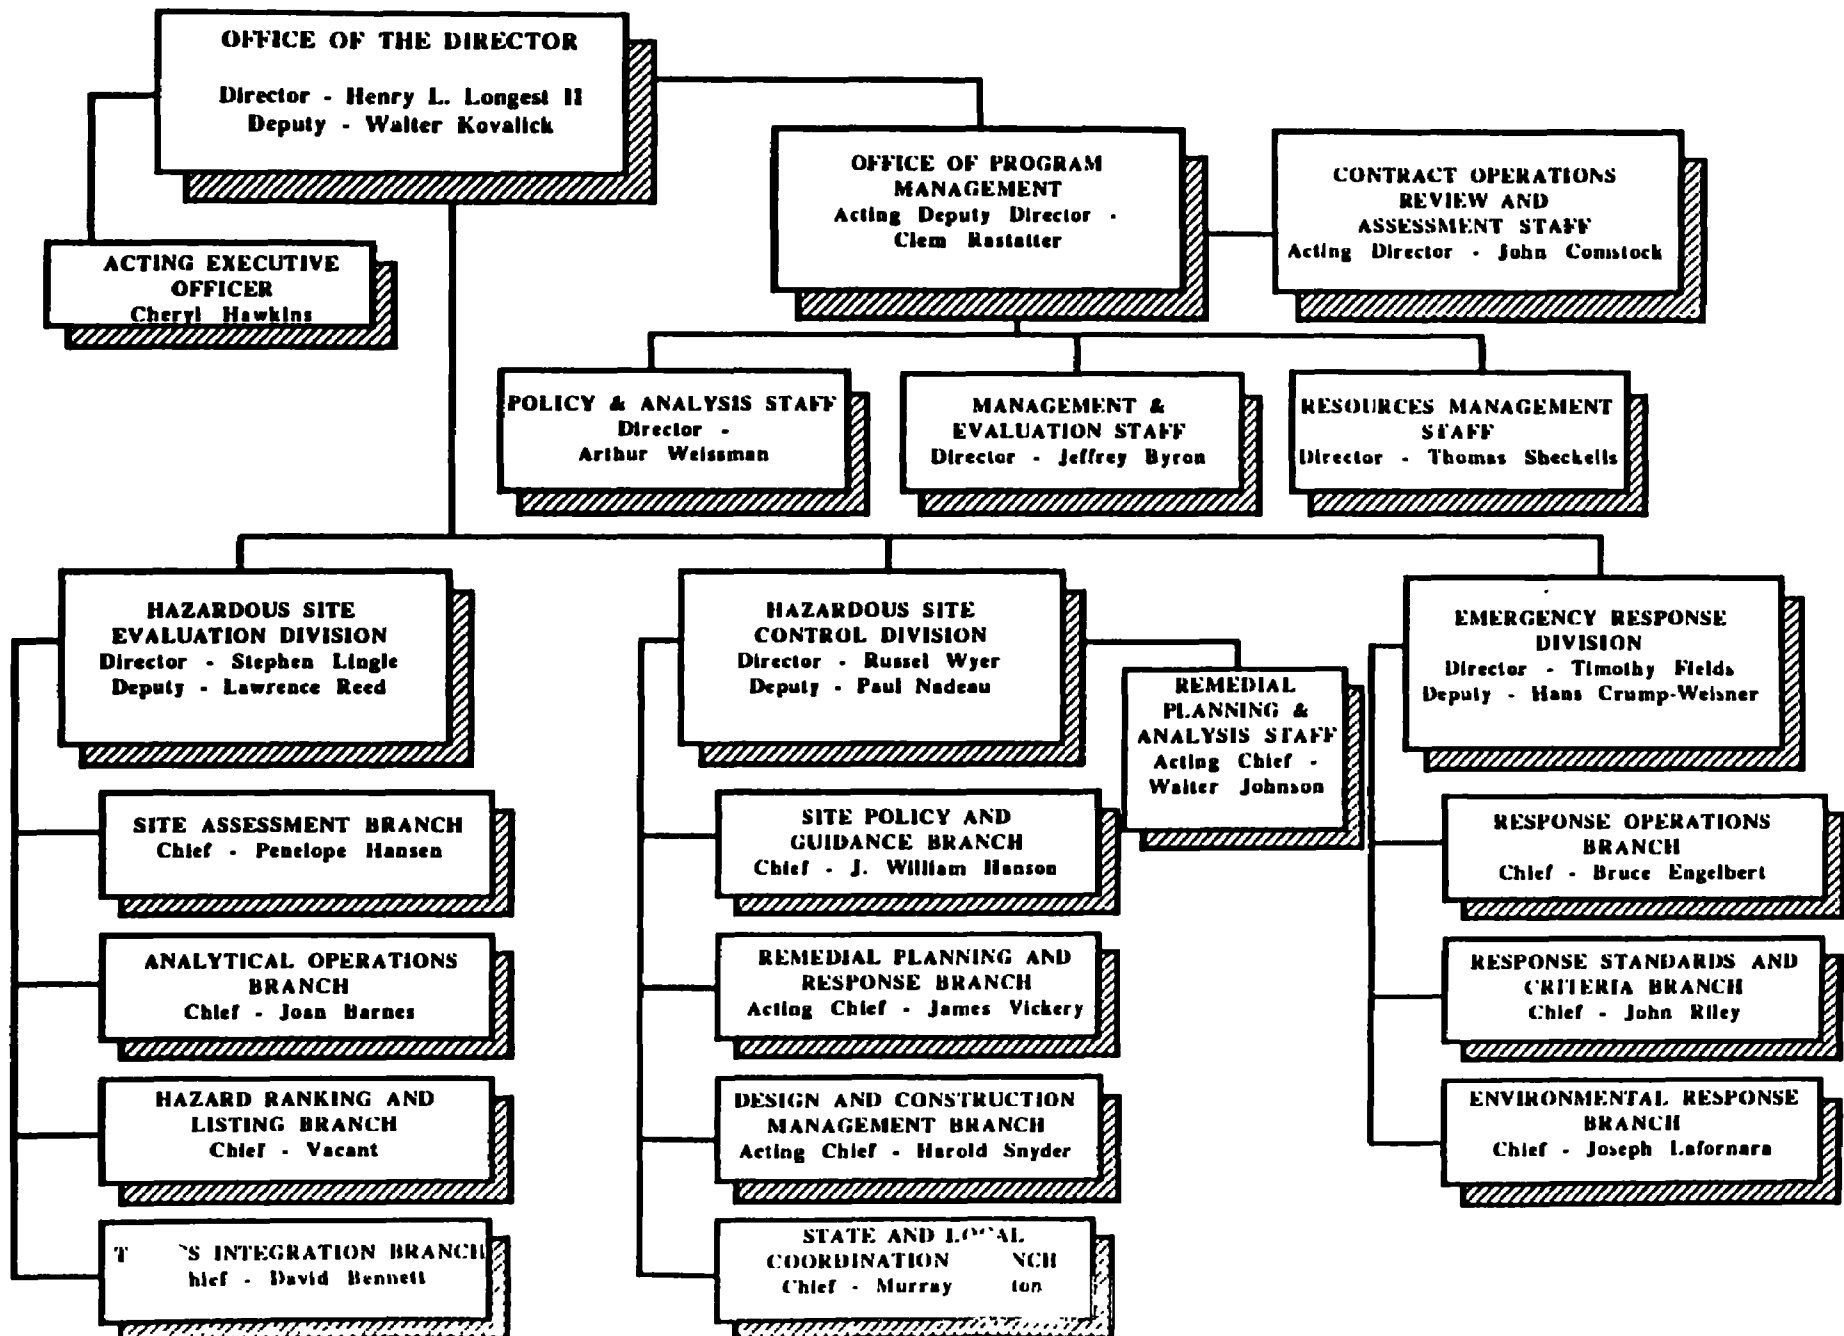 OFFICE OF THE DIRECTOR
Director - Henry L. Longest II
Deputy - Walter Kovalick
OFFICE OF PROGRAM
MANAGEMENT
Acting Deputy Director -
Clem Rastatter
CONTRACT OPERATIONS
REVIEW AND
ASSESSMENT STAFF
Acting Director - John Comstock
ACTING EXECUTIVE
OFFICER
Cheryl Hawkins
POLICY & ANALYSIS STAFF
Director -
Arthur Weissman
MANAGEMENT &
EVALUATION STAFF
Director - Jeffrey Byron
RESOURCES MANAGEMENT
STAFF
Director - Thomas Sheckells
HAZARDOUS SITE
EVALUATION DIVISION
Director - Stephen Lingle
Deputy - Lawrence Reed
HAZARDOUS SITE
CONTROL DIVISION
Director - Russel Wyer
Deputy - Paul Nadeau
REMEDIAL
PLANNING &
ANALYSIS STAFF
Acting Chief -
Walter Johnson
EMERGENCY RESPONSE
DIVISION
Director - Timothy Fields
Deputy - Hans Crump-Weisner
SITE ASSESSMENT BRANCH
Chief - Penelope Hansen
SITE POLICY AND
GUIDANCE BRANCH
Chief - J. William Hanson
RESPONSE OPERATIONS
BRANCH
Chief - Bruce Engelbert
ANALYTICAL OPERATIONS
BRANCH
Chief - Joan Barnes
REMEDIAL PLANNING AND
RESPONSE BRANCH
Acting Chief - James Vickery
RESPONSE STANDARDS AND
CRITERIA BRANCH
Chief - John Riley
HAZARD RANKING AND
LISTING BRANCH
Chief - Vacant
DESIGN AND CONSTRUCTION
MANAGEMENT BRANCH
Acting Chief - Harold Snyder
ENVIRONMENTAL RESPONSE
BRANCH
Chief - Joseph Lafornara
INTEGRATION BRANCH
- David Bennett
STATE AND LOCAL
COORDINATION
Chief - Murray